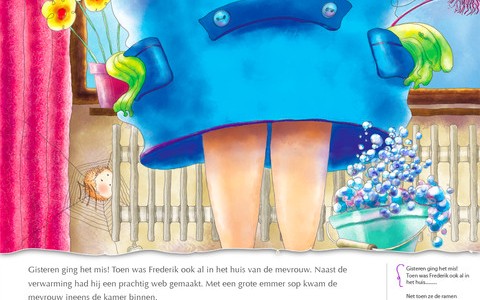 Gisteren ging het mis! Toen was Frederik ook al in het huis van de mevrouw. Naast de
verwarming had hij een prachtig web gemaakt. Met een grote emmer sop kwam de
mevrouw ineens de kamer binnen.
Gisteren ging het mis!
Toen was Frederik ook al in
het huis........
Net toen ze de ramen